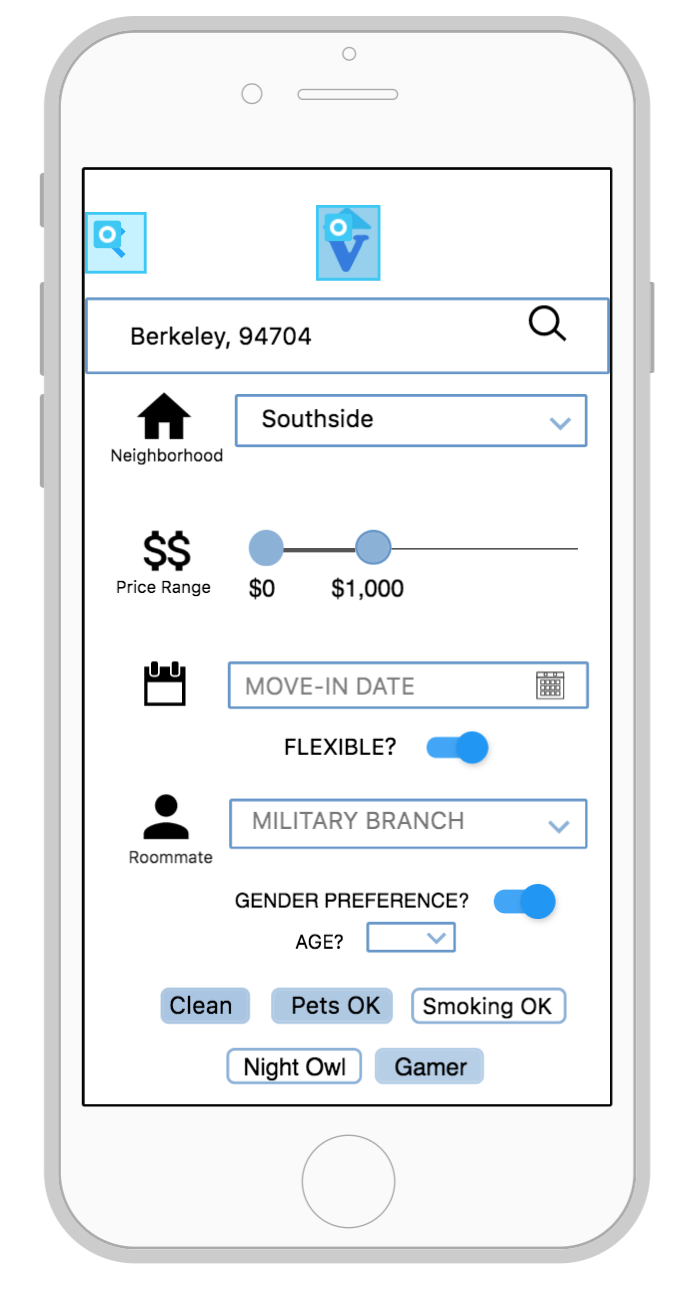 Berkeley, 94704
Southside
Neighborhood
$$
Price Range
$0 $1,000
MOVE-IN DATE
FLEXIBLE?
MILITARY BRANCH
Roommate
GENDER PREFERENCE?
AGE?
Clean Pets OK Smoking OK
Night Owl Gamer